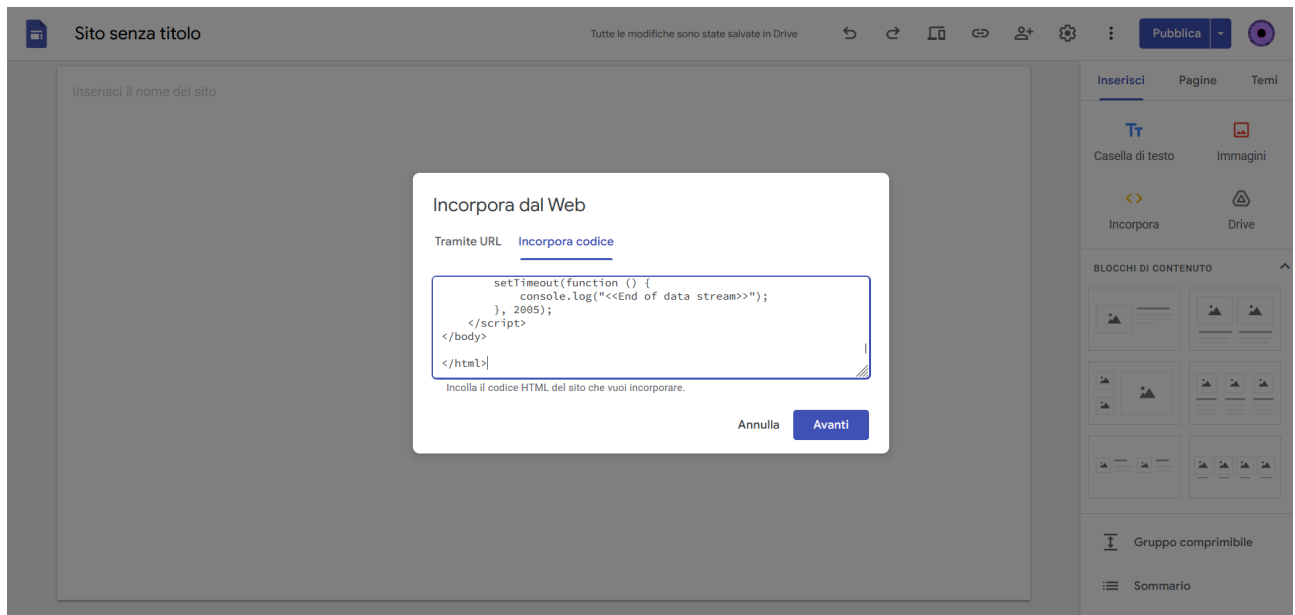 Sito senza titolo
Tutte le modifiche sono state salvate in Drive
Pubblica
Inserisci il nome del sito
Inserisci
Pagine
Temi
Casella di testo
Immagini
Incorpora
Drive
BLOCCHI DI CONTENUTO
Incorpora dal Web
Tramite URL
Incorpora codice
setTimeout(function () {
console.log("<<End of data stream>>");
}, 2005);
</script>
</body>
</html>
Incolla il codice HTML del sito che vuoi incorporare.
Annulla
Avanti
Gruppo comprimibile
Sommario